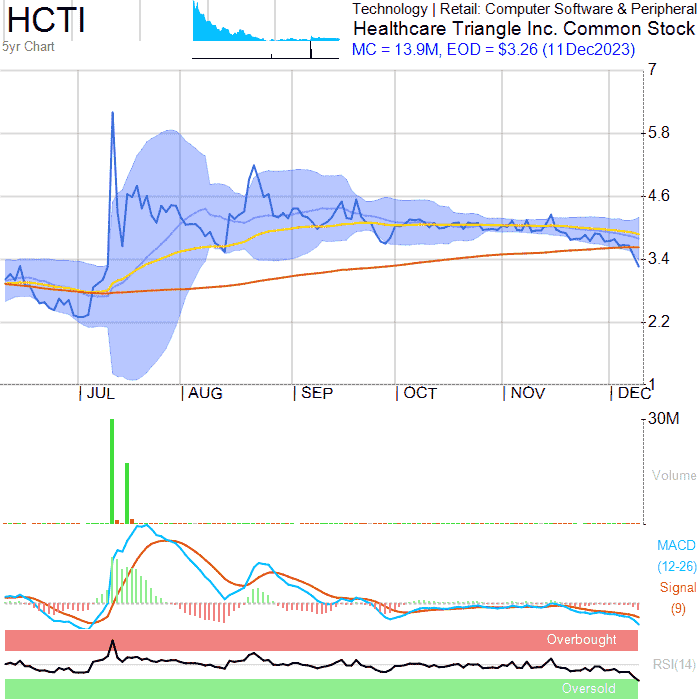 HCTI
5yr Chart
Technology | Retail: Computer Software & Peripheral
Healthcare Triangle Inc. Common Stock
MC = 13.9M, EOD = $3.26 (11Dec2023)
7
5.8
4.6
3.4
2.2
1
JUL
AUG
SEP
OCT
NOV
DEC
30M
Volume
MACD
(12-26)
Signal
(9)
Overbought
RSI(14)
Oversold